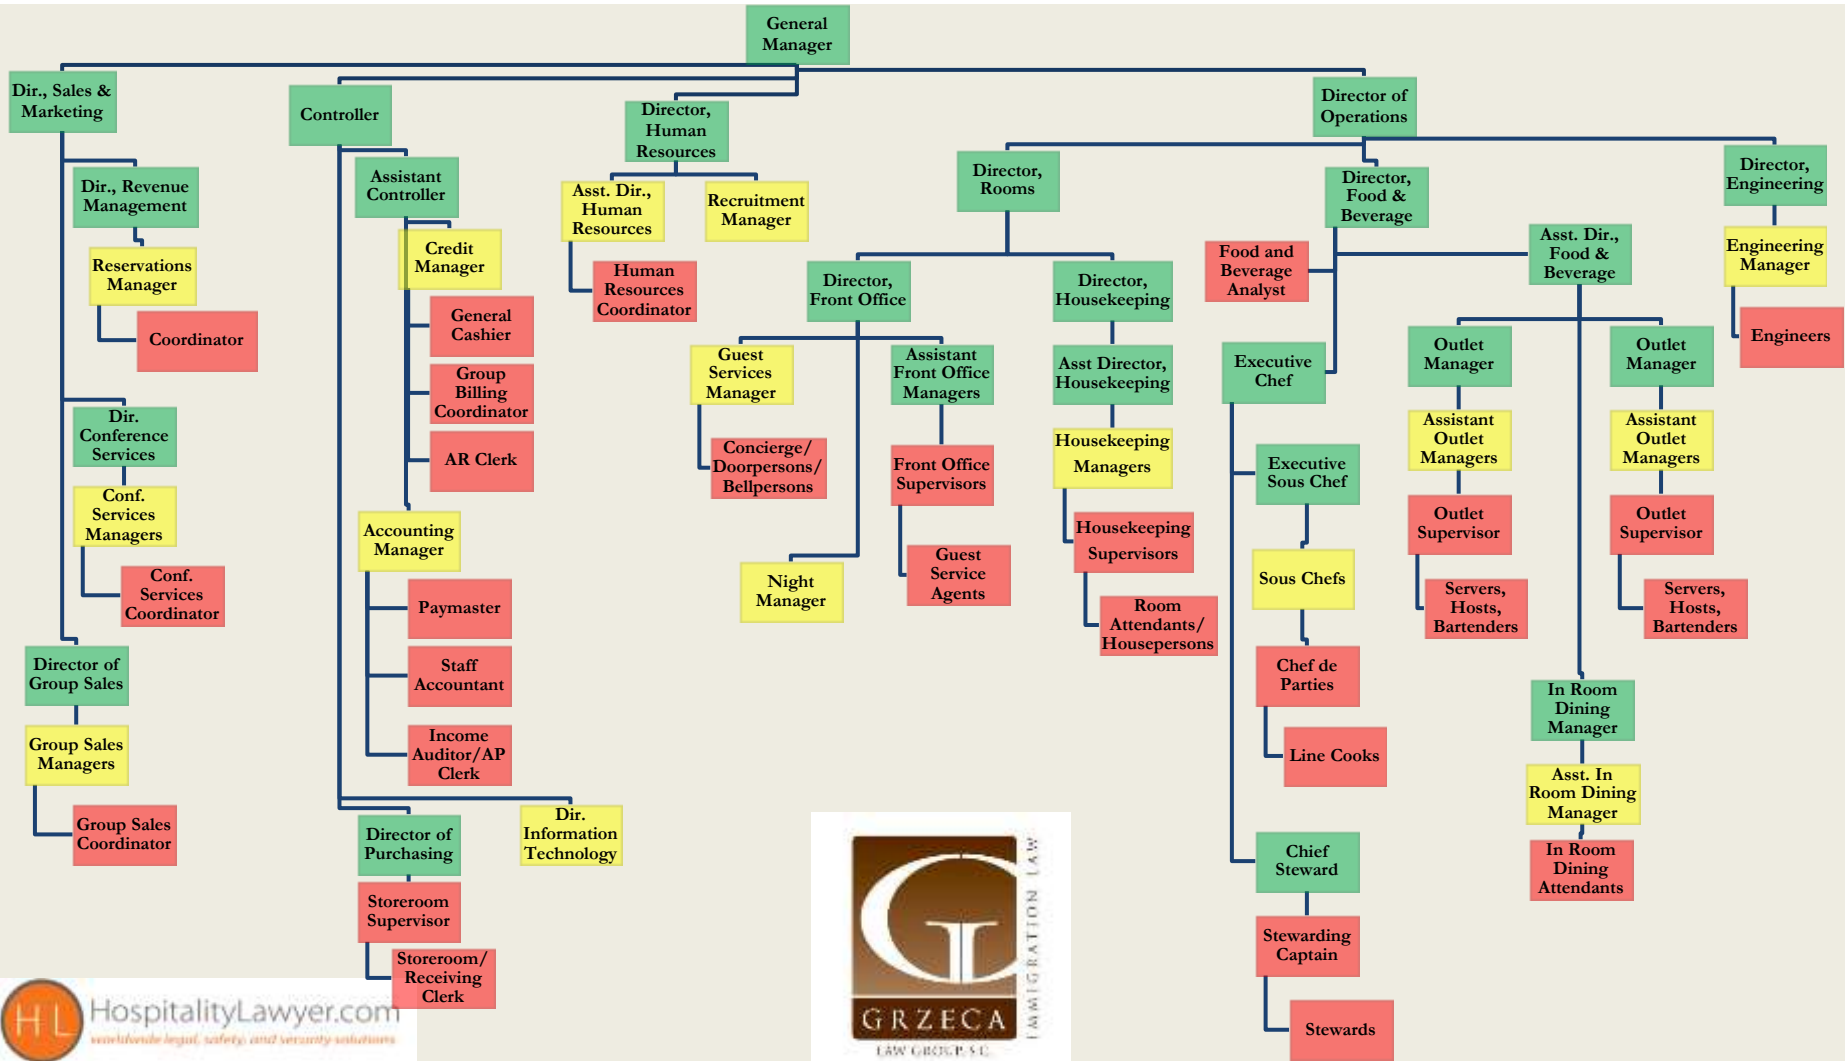 General
Manager
Dir., Sales &
Marketing
Controller
Director,
Human
Resources
Director of
Operations
Dir., Revenue
Management
Reservations
Manager
Coordinator
Dir.
Conference
Services
Conf.
Services
Managers
Conf.
Services
Coordinator
Director of
Group Sales
Group Sales
Managers
Group Sales
Coordinator
Assistant
Controller
Credit
Manager
General
Cashier
Group
Billing
Coordinator
AR Clerk
Accounting
Manager
Paymaster
Staff
Accountant
Income
Auditor/AP
Clerk
Director of
Purchasing
Dir.
Information
Technology
Storeroom
Supervisor
Storeroom/
Receiving
Clerk
Asst. Dir.,
Human
Resources
Recruitment
Manager
Human
Resources
Coordinator
Director,
Rooms
Director,
Front Office
Guest
Services
Manager
Concierge/
Doorpersons/
Bellpersons
Assistant
Front Office
Managers
Front Office
Supervisors
Guest
Service
Agents
Night
Manager
Director,
Housekeeping
Asst Director,
Housekeeping
Housekeeping
Managers
Housekeeping
Supervisors
Room
Attendants/
Housepersons
Director,
Food &
Beverage
Food and
Beverage
Analyst
Executive
Chef
Executive
Sous Chef
Sous Chefs
Chef de
Parties
Line Cooks
Chief
Steward
Stewarding
Captain
Stewards
Asst. Dir.,
Food &
Beverage
Outlet
Manager
Assistant
Outlet
Managers
Outlet
Supervisor
Servers,
Hosts,
Bartenders
Outlet
Manager
Assistant
Outlet
Managers
Outlet
Supervisor
Servers,
Hosts,
Bartenders
In Room
Dining
Manager
Asst. In
Room Dining
Manager
In Room
Dining
Attendants
Director,
Engineering
Engineering
Manager
Engineers
HL
HospitalityLawyer.com
worldwide legal, safety, and security solutions
G
GRZECA
LAW GROUP, S.C.
IMMIGRATION LAW